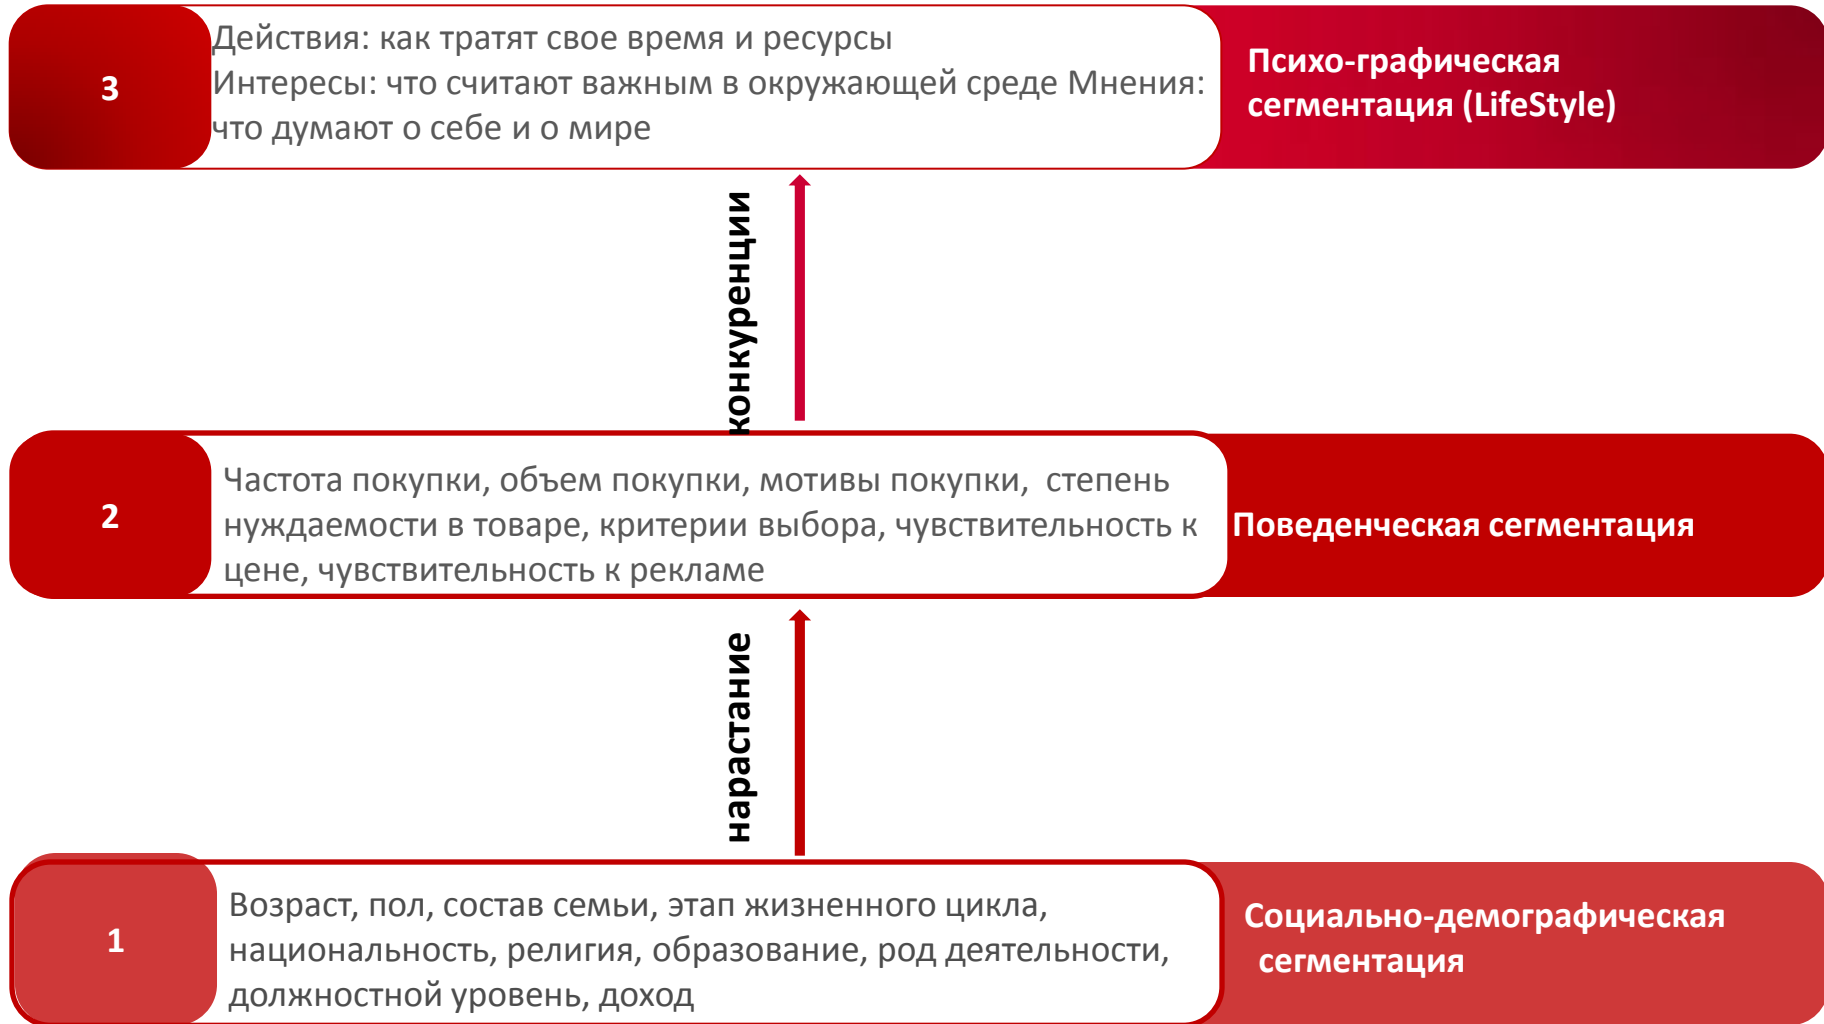 3
Действия: как тратят свое время и ресурсы
Интересы: что считают важным в окружающей среде Мнения:
что думают о себе и о мире
Психо-графическая
сегментация (LifeStyle)
конкуренции
2
Частота покупки, объем покупки, мотивы покупки, степень
нуждаемости в товаре, критерии выбора, чувствительность к
цене, чувствительность к рекламе
Поведенческая сегментация
нарастание
1
Возраст, пол, состав семьи, этап жизненного цикла,
национальность, религия, образование, род деятельности,
должностной уровень, доход
Социально-демографическая
сегментация